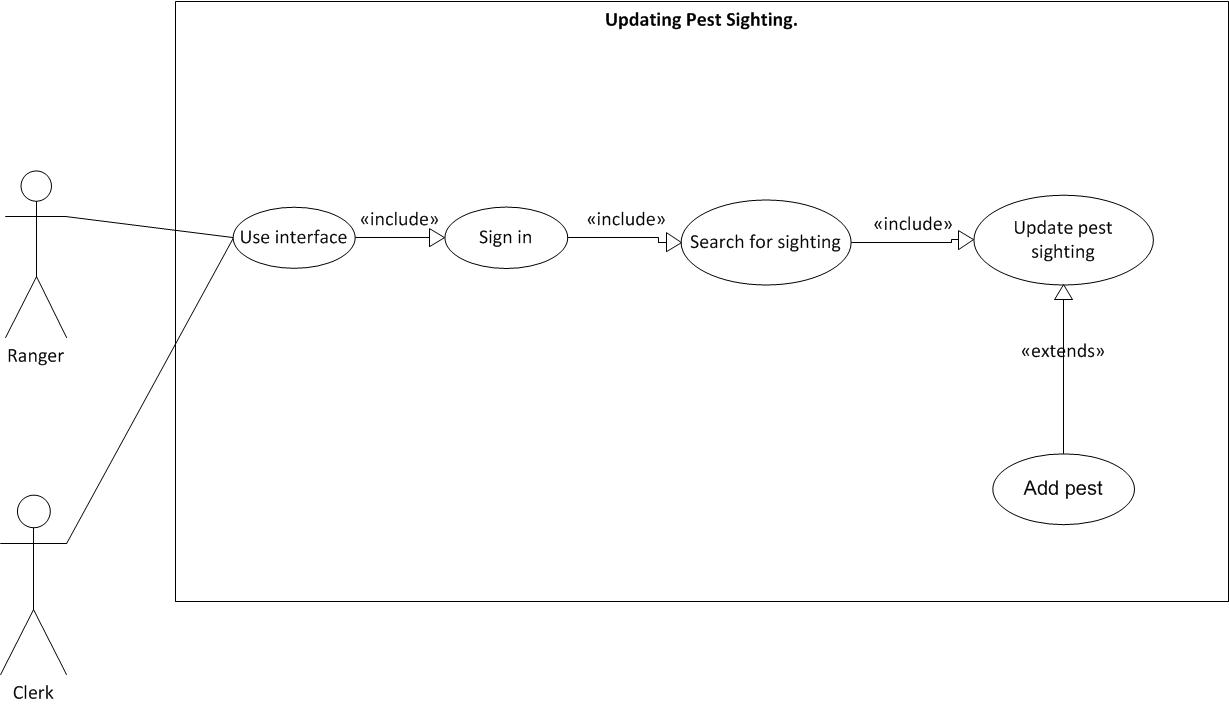 Updating Pest Sighting.
«include»
«include»
«include»
Use interface
Sign in
Search for sighting
Update pest
sighting
Ranger
«extends»
Add pest
Clerk